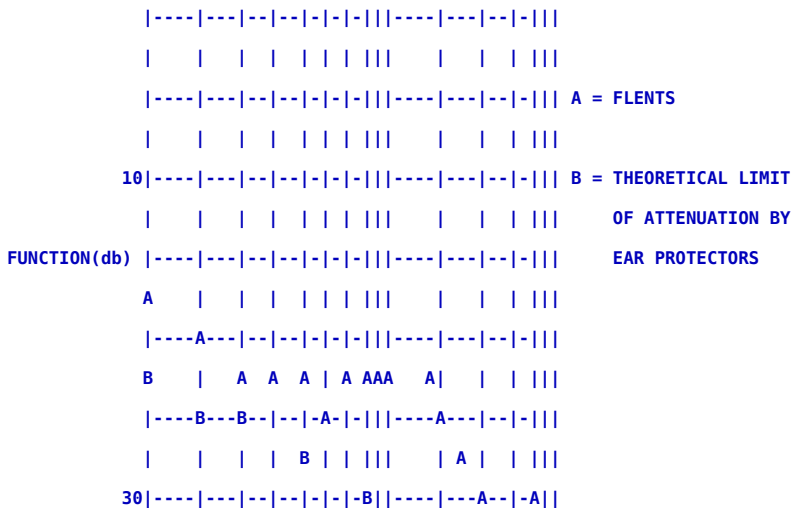 |----|---|--|--|-|-|-|||----|---|--|-|||
|    |   |  |  | | | |||    |   |  | |||
|----|---|--|--|-|-|-|||----|---|--|-||| A = FLENTS
|    |   |  |  | | | |||    |   |  | |||
10|----|---|--|--|-|-|-|||----|---|--|-||| B = THEORETICAL LIMIT
|    |   |  |  | | | |||    |   |  | |||     OF ATTENUATION BY
FUNCTION(db) |----|---|--|--|-|-|-|||----|---|--|-|||     EAR PROTECTORS
A    |   |  |  | | | |||    |   |  | |||
|----A---|--|--|-|-|-|||----|---|--|-|||
B    |   A  A  A | A AAA   A|   |  | |||
|----B---B--|--|-A-|-|||----A---|--|-|||
|    |   |  |  B | | |||    | A |  | |||
30|----|---|--|--|-|-|-B||----|---A--|-A||